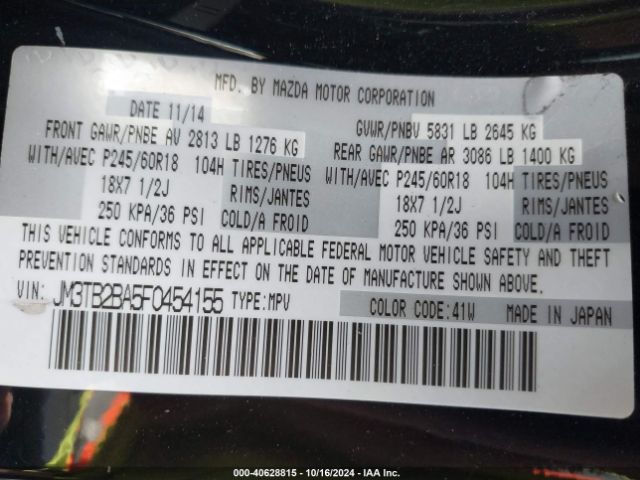 MFD. BY MAZDA MOTOR CORPORATION
DATE 11/14
GVWR/PNBV 5831 LB 2645 KG
FRONT GAWR/PNBE AV 2813 LB 1276 KG
REAR GAWR/PNBE AR 3086 LB 1400 KG
WITH/AVEC P245/60R18 104H TIRES/PNEUS
WITH/AVEC P245/60R18 104H TIRES/PNEUS
18X7 1/2J RIMS/JANTES
18X7 1/2J RIMS/JANTES
250 KPA/36 PSI COLD/A FROID
250 KPA/36 PSI COLD/A FROID
THIS VEHICLE CONFORMS TO ALL APPLICABLE FEDERAL MOTOR VEHICLE SAFETY AND THEFT
PREVENTION STANDARDS IN EFFECT ON THE DATE OF MANUFACTURE SHOWN ABOVE.
VIN: JM3TB2BA5F0454155 TYPE:MPV
COLOR CODE:41W MADE IN JAPAN
000-40628815 - 10/16/2024 - IAA Inc.